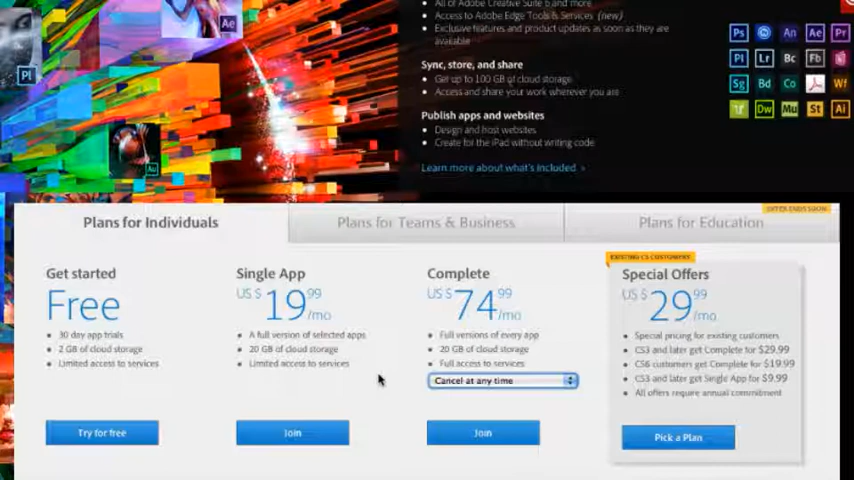 All of Adobe Creative Suite 6 and more
Access to Adobe Edge Tools & Services (new)
Exclusive features and product updates as soon as they are
available
Sync, store, and share
Get up to 100 GB of cloud storage
Access and share your work wherever you are
Publish apps and websites
Design and host websites
Create for the iPad without writing code
Learn more about what's included >
Ae
Pl
Au
Ps An Ae Pr
Pl Lr Bc Fb
Sg Bd Co Wf
Dw Mu St Ai
OFFER ENDS SOON
Plans for Individuals
Plans for Teams & Business
Plans for Education
Get started
Free
30 day app trials
2 GB of cloud storage
Limited access to services
Try for free
Single App
US $ 19.99/mo
A full version of selected apps
20 GB of cloud storage
Limited access to services
Join
Complete
US $ 74.99/mo
Full versions of every app
20 GB of cloud storage
Full access to services
Cancel at any time
Join
EXISTING CS CUSTOMERS
Special Offers
US $ 29.99/mo
Special pricing for existing customers
CS3 and later get Complete for $29.99
CS6 customers get Complete for $19.99
CS3 and later get Single App for $9.99
All offers require annual commitment
Pick a Plan